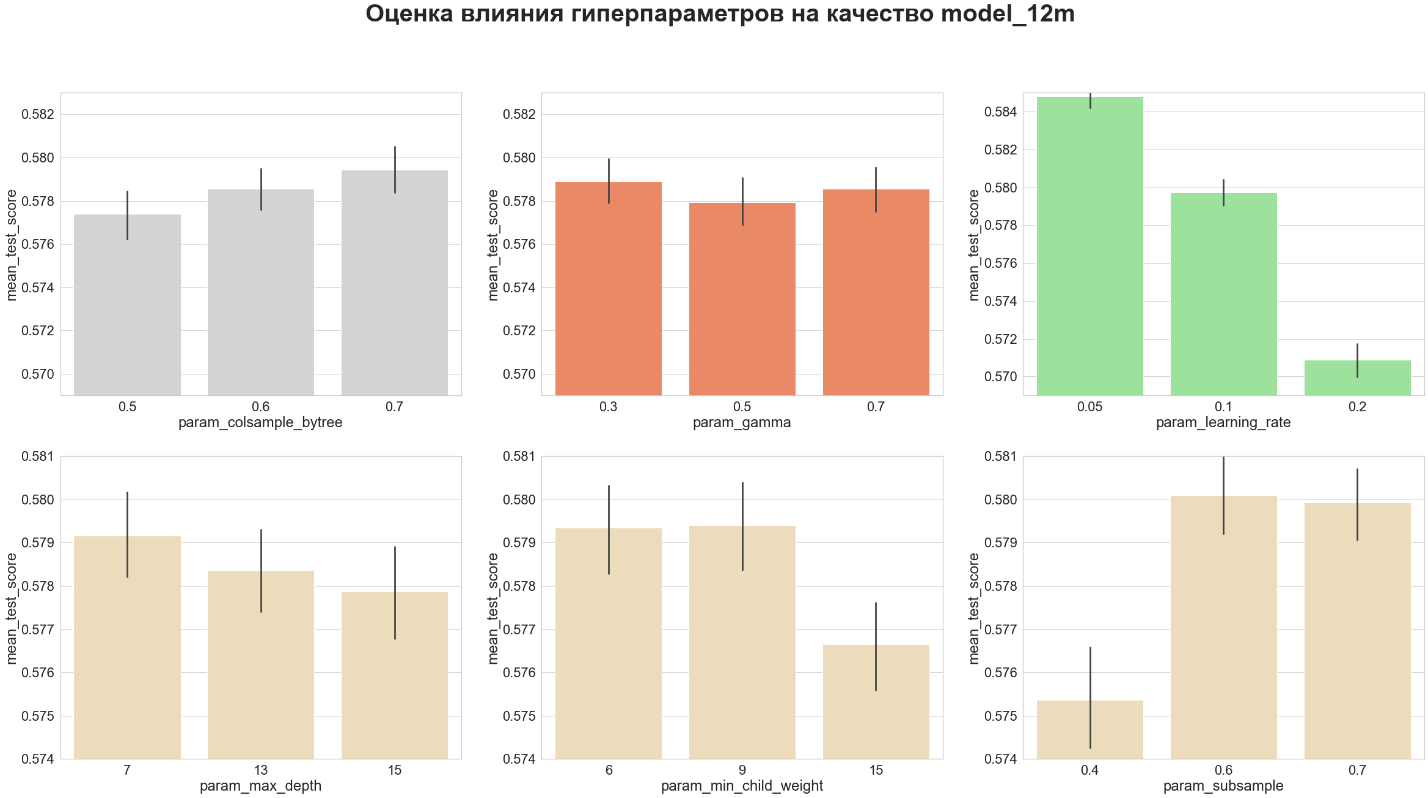 Оценка влияния гиперпараметров на качество model_12m
mean_test_score
0.582
0.580
0.578
0.576
0.574
0.572
0.570
0.5 0.6 0.7
param_colsample_bytree
mean_test_score
0.582
0.580
0.578
0.576
0.574
0.572
0.570
0.3 0.5 0.7
param_gamma
mean_test_score
0.584
0.582
0.580
0.578
0.576
0.574
0.572
0.570
0.05 0.1 0.2
param_learning_rate
mean_test_score
0.581
0.580
0.579
0.578
0.577
0.576
0.575
0.574
7 13 15
param_max_depth
mean_test_score
0.581
0.580
0.579
0.578
0.577
0.576
0.575
0.574
6 9 15
param_min_child_weight
mean_test_score
0.581
0.580
0.579
0.578
0.577
0.576
0.575
0.574
0.4 0.6 0.7
param_subsample